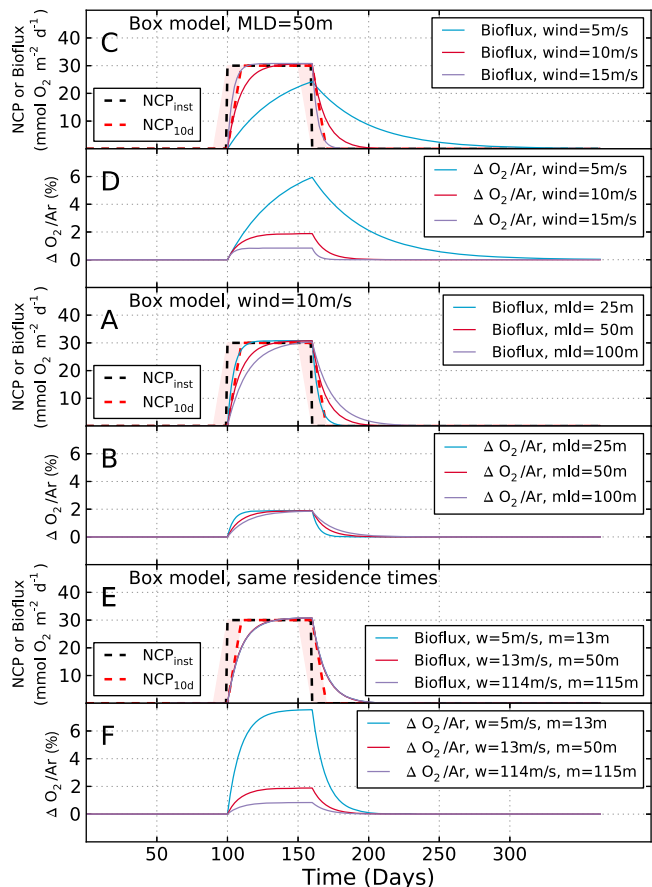 Box model, MLD=50m
C
NCP or Bioflux
(mmol O2 m-2 d-1)
50
40
30
20
10
NCPinst
NCP10d
Bioflux, wind=5m/s
Bioflux, wind=10m/s
Bioflux, wind=15m/s
D
Δ O2/Ar (%)
6
4
2
0
Δ O2/Ar, wind=5m/s
Δ O2/Ar, wind=10m/s
Δ O2/Ar, wind=15m/s
Box model, wind=10m/s
A
NCP or Bioflux
(mmol O2 m-2 d-1)
40
30
20
10
NCPinst
NCP10d
Bioflux, mld= 25m
Bioflux, mld= 50m
Bioflux, mld= 100m
B
Δ O2/Ar (%)
6
4
2
0
Δ O2/Ar, mld=25m
Δ O2/Ar, mld=50m
Δ O2/Ar, mld=100m
Box model, same residence times
E
NCP or Bioflux
(mmol O2 m-2 d-1)
40
30
20
10
NCPinst
NCP10d
Bioflux, w=5m/s, m=13m
Bioflux, w=13m/s, m=50m
Bioflux, w=114m/s, m=115m
F
Δ O2/Ar (%)
6
4
2
0
Δ O2/Ar, w=5m/s, m=13m
Δ O2/Ar, w=13m/s, m=50m
Δ O2/Ar, w=114m/s, m=115m
50 100 150 200 250 300
Time (Days)